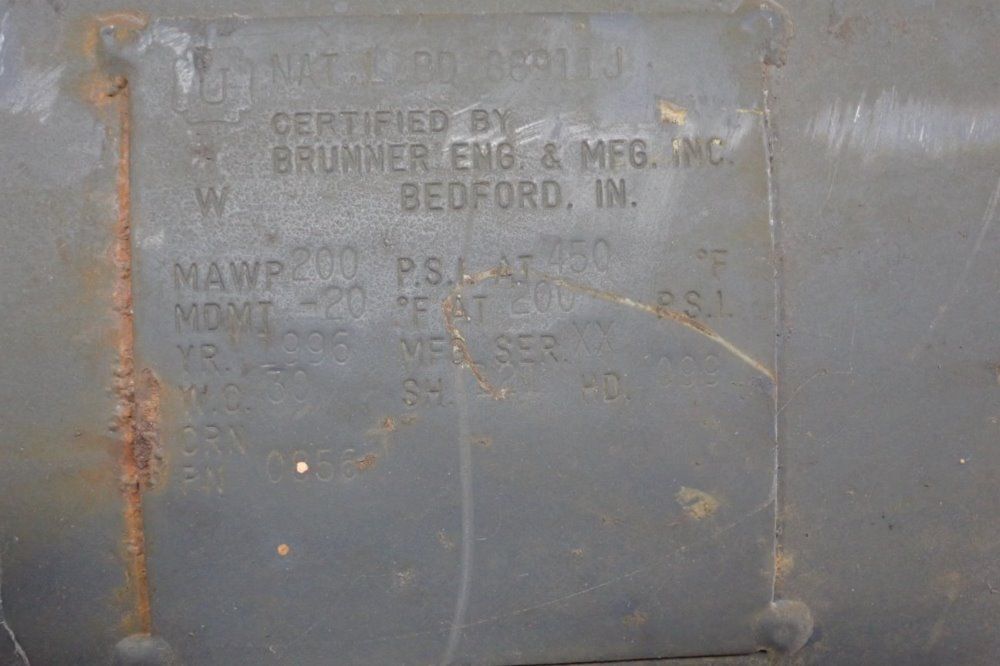 U NAT'L BD
CERTIFIED BY
BRUNNER ENG. & MFG. INC.
W BEDFORD, IN.
MAWP 200 P.S.I. AT 450 °F
MDMT -20 °F AT 200 P.S.I.
YR. 1996 MFG. SER. XX
W.C. 30 SH. HD.
CRN
PN 0856